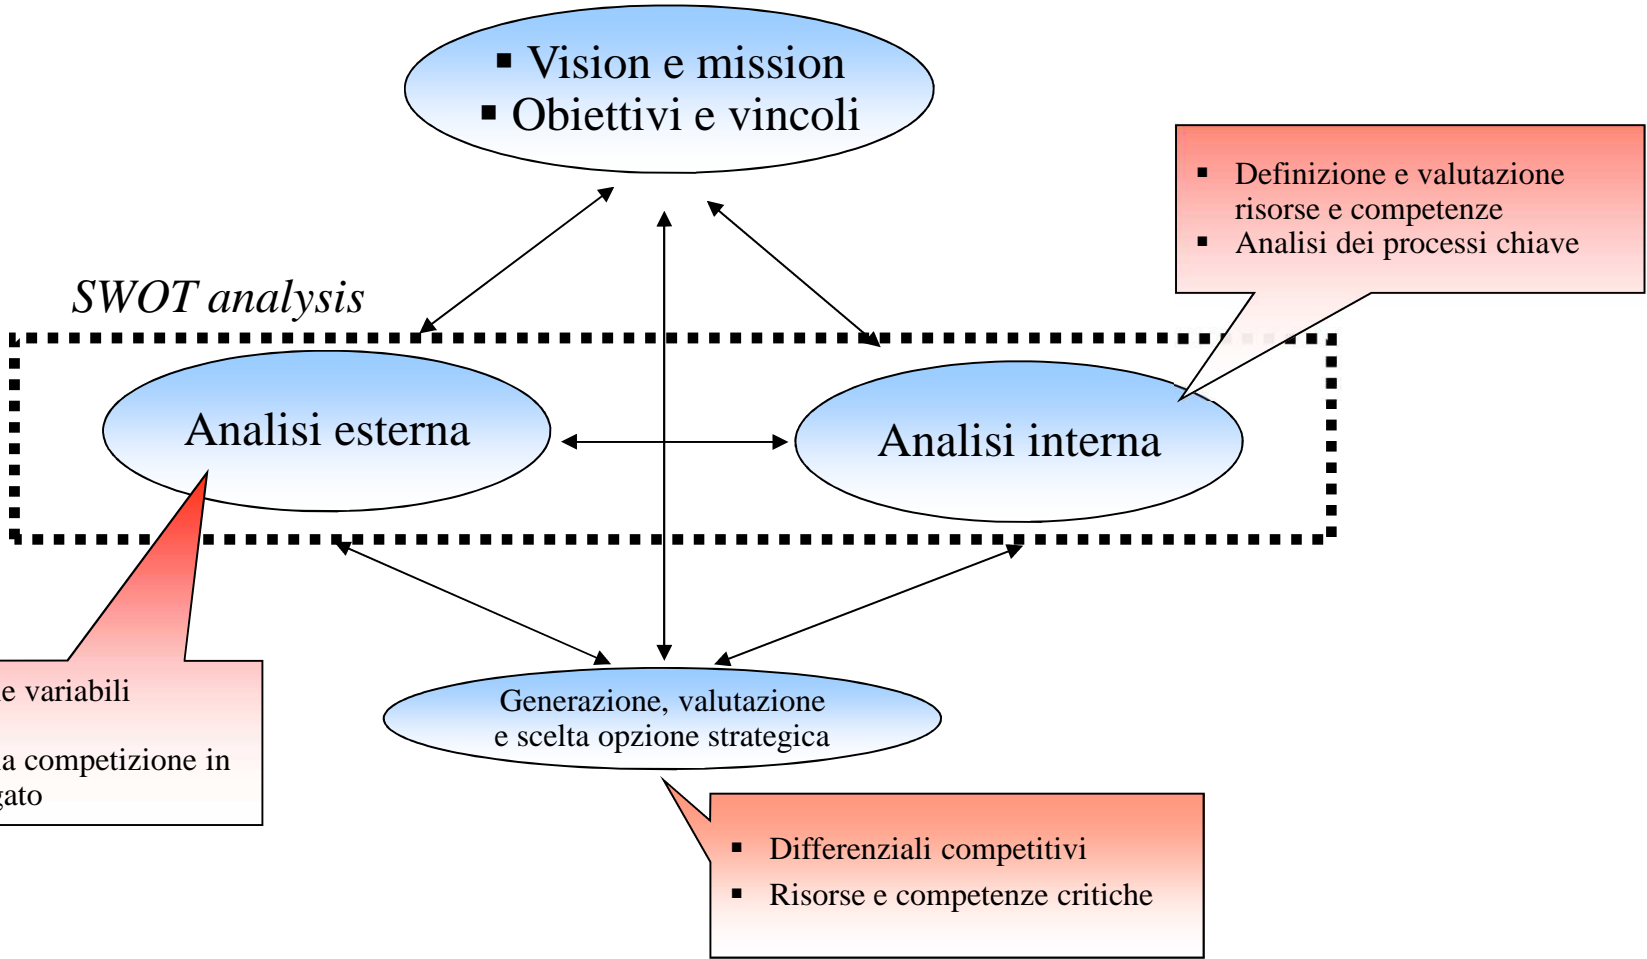 ▪ Vision e mission
▪ Obiettivi e vincoli
▪ Definizione e valutazione
risorse e competenze
▪ Analisi dei processi chiave
SWOT analysis
Analisi esterna
Analisi interna
variabili
competizione in
Generazione, valutazione
e scelta opzione strategica
▪ Differenziali competitivi
▪ Risorse e competenze critiche